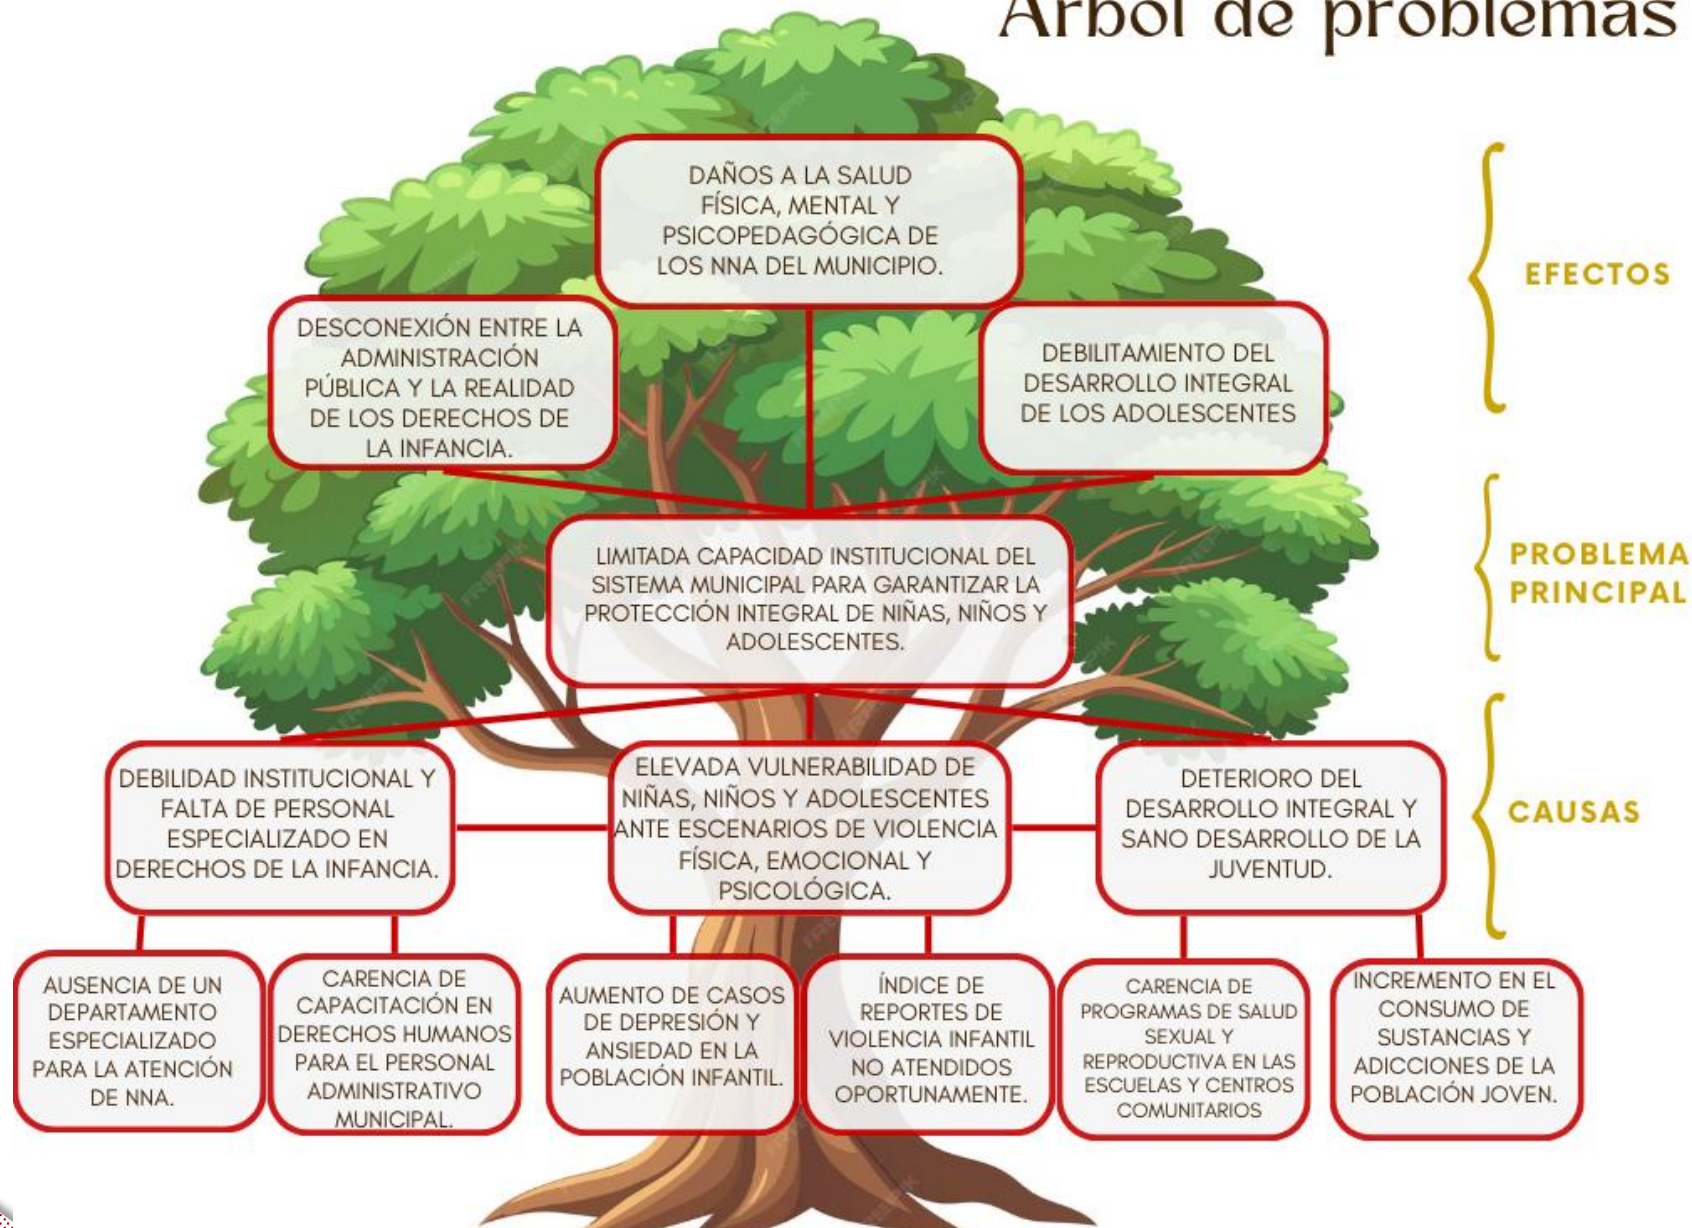 Árbol de problemas
DAÑOS A LA SALUD
FÍSICA, MENTAL Y
PSICOPEDAGÓGICA DE
LOS NNA DEL MUNICIPIO.
EFECTOS
DESCONEXIÓN ENTRE LA
ADMINISTRACIÓN
PÚBLICA Y LA REALIDAD
DE LOS DERECHOS DE
LA INFANCIA.
DEBILITAMIENTO DEL
DESARROLLO INTEGRAL
DE LOS ADOLESCENTES
LIMITADA CAPACIDAD INSTITUCIONAL DEL
SISTEMA MUNICIPAL PARA GARANTIZAR LA
PROTECCIÓN INTEGRAL DE NIÑAS, NIÑOS Y
ADOLESCENTES.
PROBLEMA
PRINCIPAL
DEBILIDAD INSTITUCIONAL Y
FALTA DE PERSONAL
ESPECIALIZADO EN
DERECHOS DE LA INFANCIA.
ELEVADA VULNERABILIDAD DE
NIÑAS, NIÑOS Y ADOLESCENTES
ANTE ESCENARIOS DE VIOLENCIA
FÍSICA, EMOCIONAL Y
PSICOLÓGICA.
DETERIORO DEL
DESARROLLO INTEGRAL Y
SANO DESARROLLO DE LA
JUVENTUD.
CAUSAS
AUSENCIA DE UN
DEPARTAMENTO
ESPECIALIZADO
PARA LA ATENCIÓN
DE NNA.
CARENCIA DE
CAPACITACIÓN EN
DERECHOS HUMANOS
PARA EL PERSONAL
ADMINISTRATIVO
MUNICIPAL.
AUMENTO DE CASOS
DE DEPRESIÓN Y
ANSIEDAD EN LA
POBLACIÓN INFANTIL.
ÍNDICE DE
REPORTES DE
VIOLENCIA INFANTIL
NO ATENDIDOS
OPORTUNAMENTE.
CARENCIA DE
PROGRAMAS DE SALUD
SEXUAL Y
REPRODUCTIVA EN LAS
ESCUELAS Y CENTROS
COMUNITARIOS
INCREMENTO EN EL
CONSUMO DE
SUSTANCIAS Y
ADICCIONES DE LA
POBLACIÓN JOVEN.